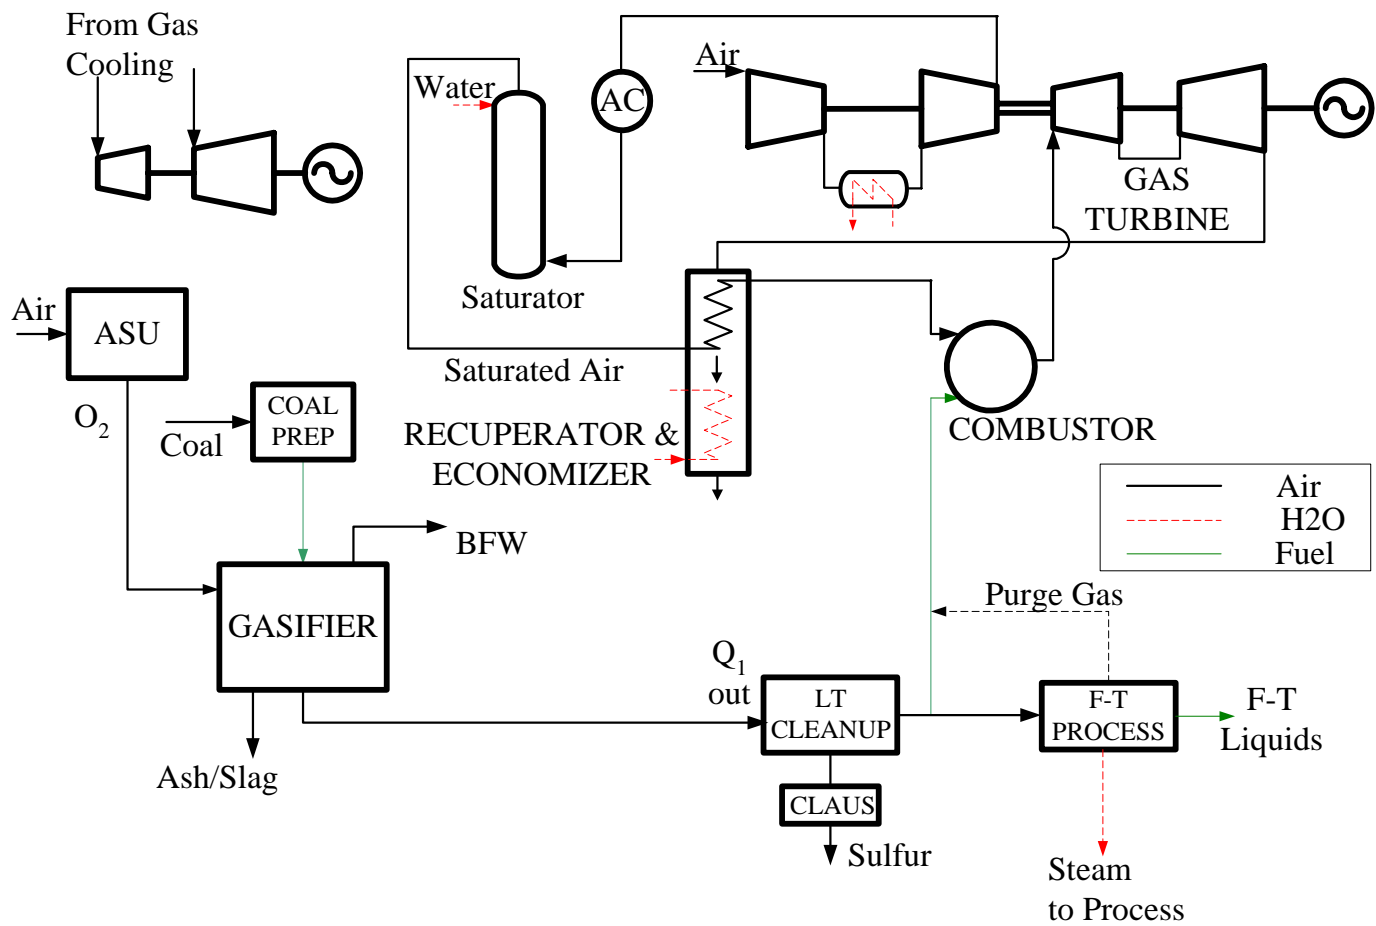 From Gas
Cooling
Water
AC
Air
GAS
TURBINE
Saturator
Air
ASU
Saturated Air
O2
COAL
PREP
Coal
RECUPERATOR &
ECONOMIZER
COMBUSTOR
Air
H2O
Fuel
BFW
GASIFIER
Purge Gas
Q1
out
LT
CLEANUP
F-T
PROCESS
F-T
Liquids
Ash/Slag
CLAUS
Sulfur
Steam
to Process